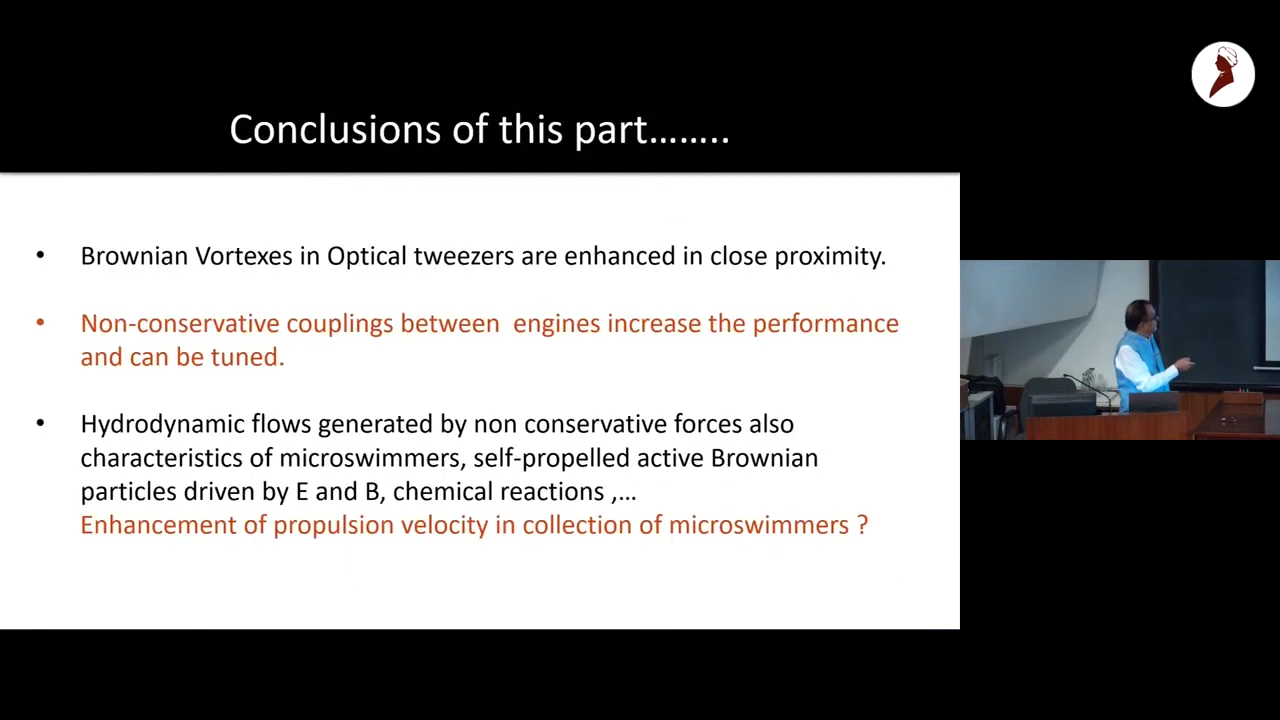 Conclusions of this part……..
• Brownian Vortexes in Optical tweezers are enhanced in close proximity.
• Non-conservative couplings between engines increase the performance
and can be tuned.
• Hydrodynamic flows generated by non conservative forces also
characteristics of microswimmers, self-propelled active Brownian
particles driven by E and B, chemical reactions ,…
Enhancement of propulsion velocity in collection of microswimmers ?